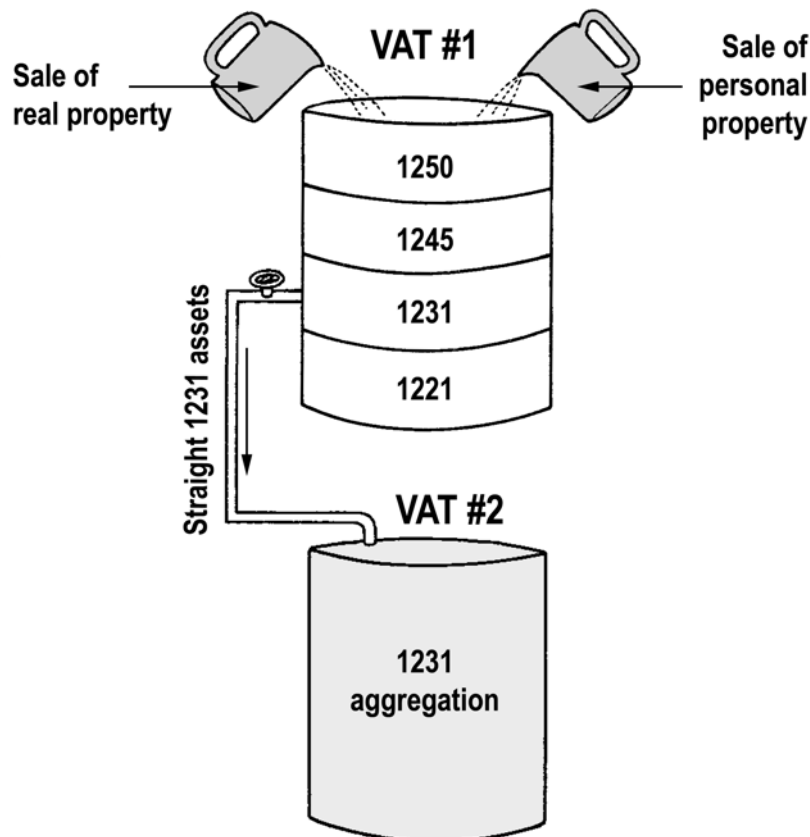 VAT #1
Sale of
real property
Sale of
personal
property
1250
1245
1231
1221
Straight 1231 assets
VAT #2
1231
aggregation